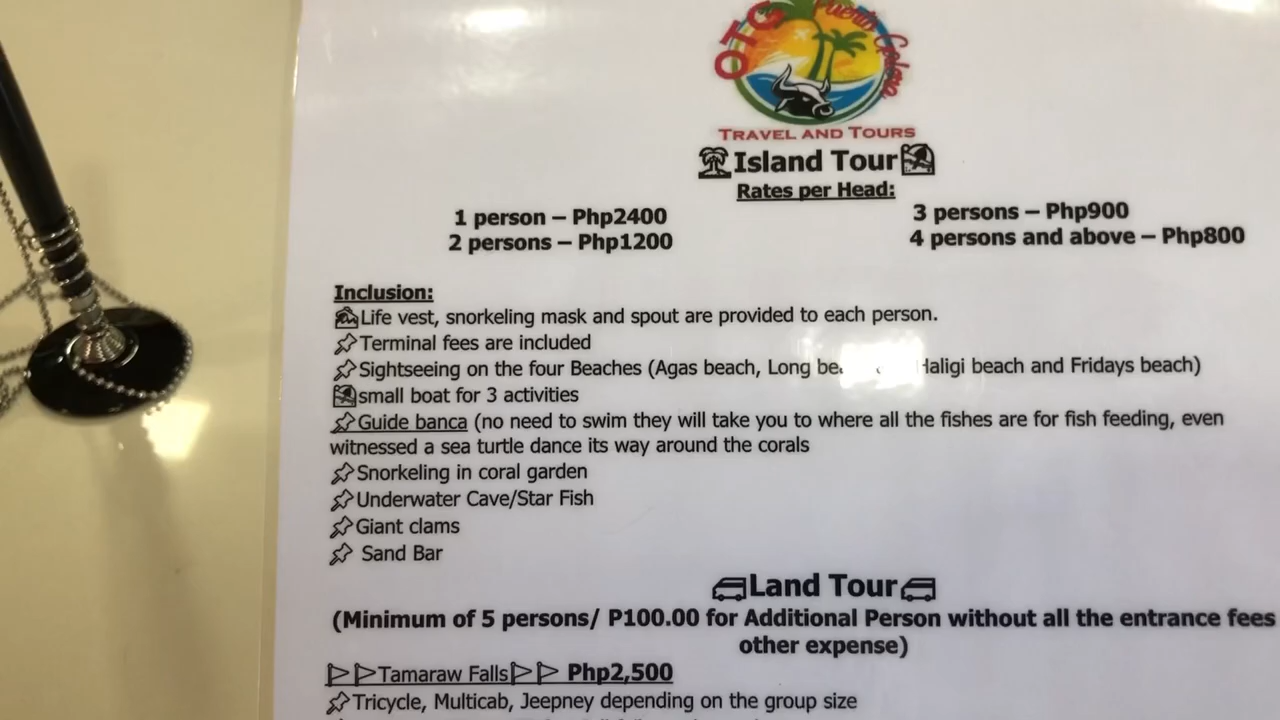 OTG Puerto Galera
TRAVEL AND TOURS
Island Tour
Rates per Head:
1 person – Php2400
3 persons – Php900
2 persons – Php1200
4 persons and above – Php800
Inclusion:
Life vest, snorkeling mask and spout are provided to each person.
Terminal fees are included
Sightseeing on the four Beaches (Agas beach, Long Haligi beach and Fridays beach)
small boat for 3 activities
Guide banca (no need to swim they will take you to where all the fishes are for fish feeding, even
witnessed a sea turtle dance its way around the corals
Snorkeling in coral garden
Underwater Cave/Star Fish
Giant clams
Sand Bar
Land Tour
(Minimum of 5 persons/ P100.00 for Additional Person without all the entrance fees
other expense)
Tamaraw Falls Php2,500
Tricycle, Multicab, Jeepney depending on the group size